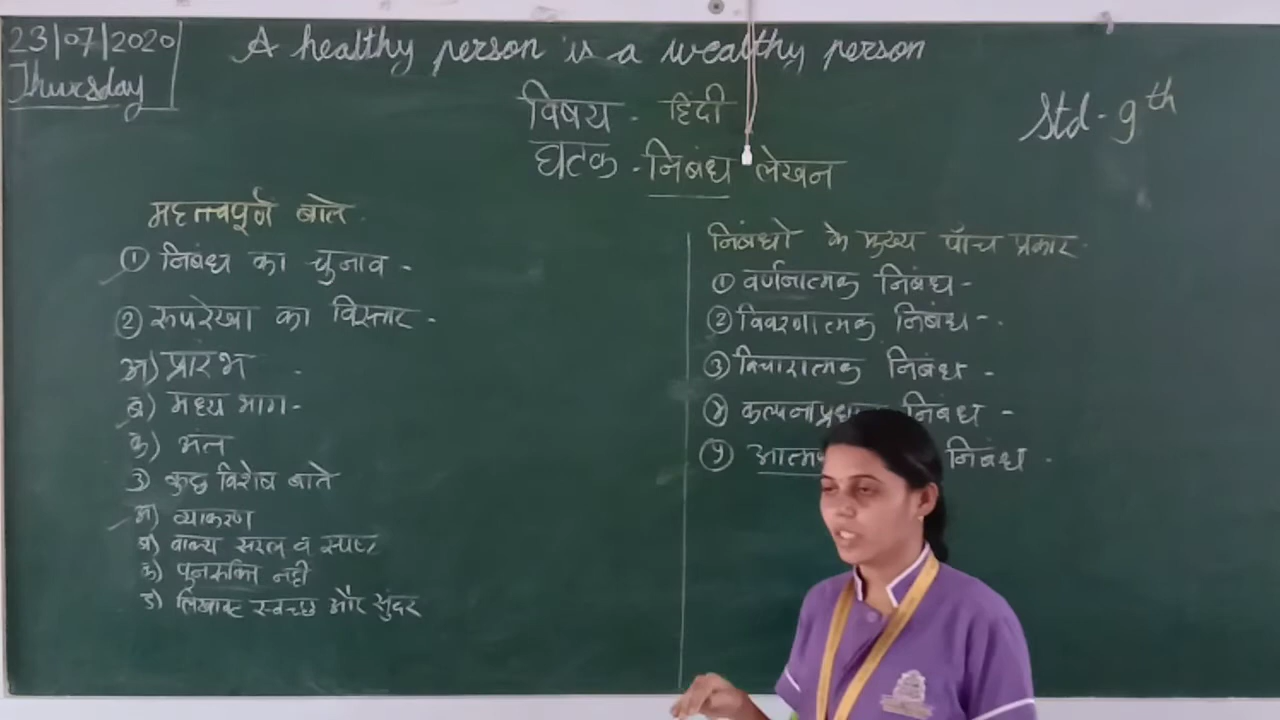 23/07/2020
Thursday
A healthy person is a wealthy person
विषय - हिंदी
घटक - निबंध लेखन
Std - 9th
महत्त्वपूर्ण बाते
① निबंध का चुनाव -
② रुपरेखा का विस्तार -
अ) प्रारंभ -
ब) मध्य भाग -
क) अंत
३ कुछ विशेष बाते
अ) व्याकरण
ब) वाक्य सरल व स्पष्ट
क) पुनरुक्ति नही
ड) लिखावट स्वच्छ और सुंदर
निबंधो के मुख्य पाँच प्रकार -
① वर्णनात्मक निबंध -
② विवरणात्मक निबंध -
③ विचारात्मक निबंध -
④ कल्पनाप्रधान निबंध -
⑤ निबंध -